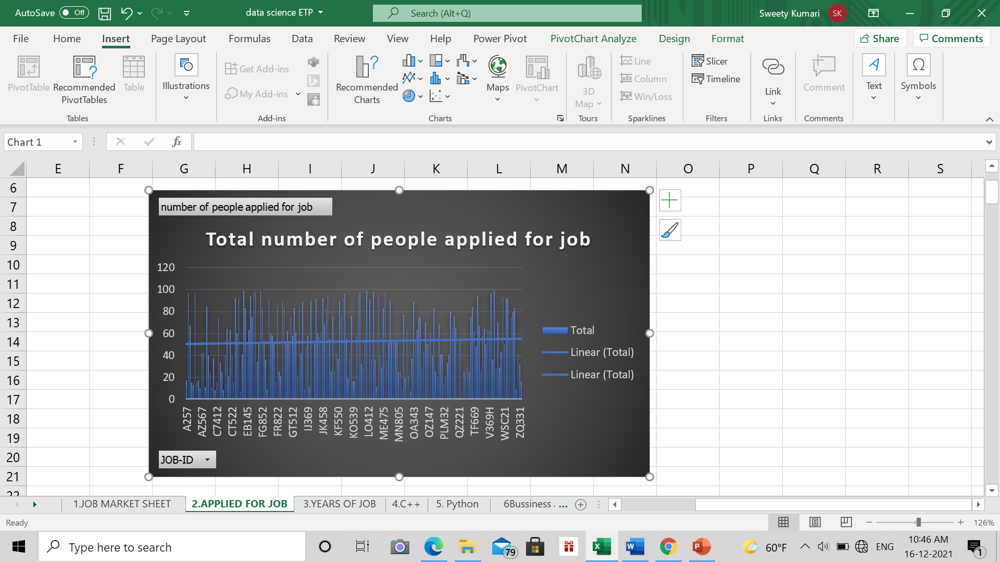 AutoSave Off data science ETP Search (Alt+Q) Sweety Kumari SK
File Home Insert Page Layout Formulas Data Review View Help Power Pivot PivotChart Analyze Design Format Share Comments
PivotTable
Recommended
PivotTables
Table
Tables
Illustrations
Get Add-ins
My Add-ins
Add-ins
Recommended
Charts
Maps
PivotChart
Charts
3D
Map
Tours
Line
Column
Win/Loss
Sparklines
Slicer
Timeline
Filters
Link
Links
Comment
Comments
Text
Symbols
Chart 1 fx
E F G H I J K L M N O P Q R S
6
7
8
9
10
11
12
13
14
15
16
17
18
19
20
21
22
number of people applied for job
Total number of people applied for job
120
100
80
60
40
20
0
A257 AZ567 C7412 CT522 EB145 FG852 FR822 GT512 IJ369 JK458 KF550 KO539 LO412 ME475 MN805 OA343 OZ147 PLM32 QZ221 TF669 V369H WSC21 ZQ331
Total
Linear (Total)
Linear (Total)
JOB-ID
1.JOB MARKET SHEET 2.APPLIED FOR JOB 3.YEARS OF JOB 4.C++ 5. Python 6Bussiness ...
Ready 126%
Type here to search 79 60°F ENG 10:46 AM
16-12-2021 1